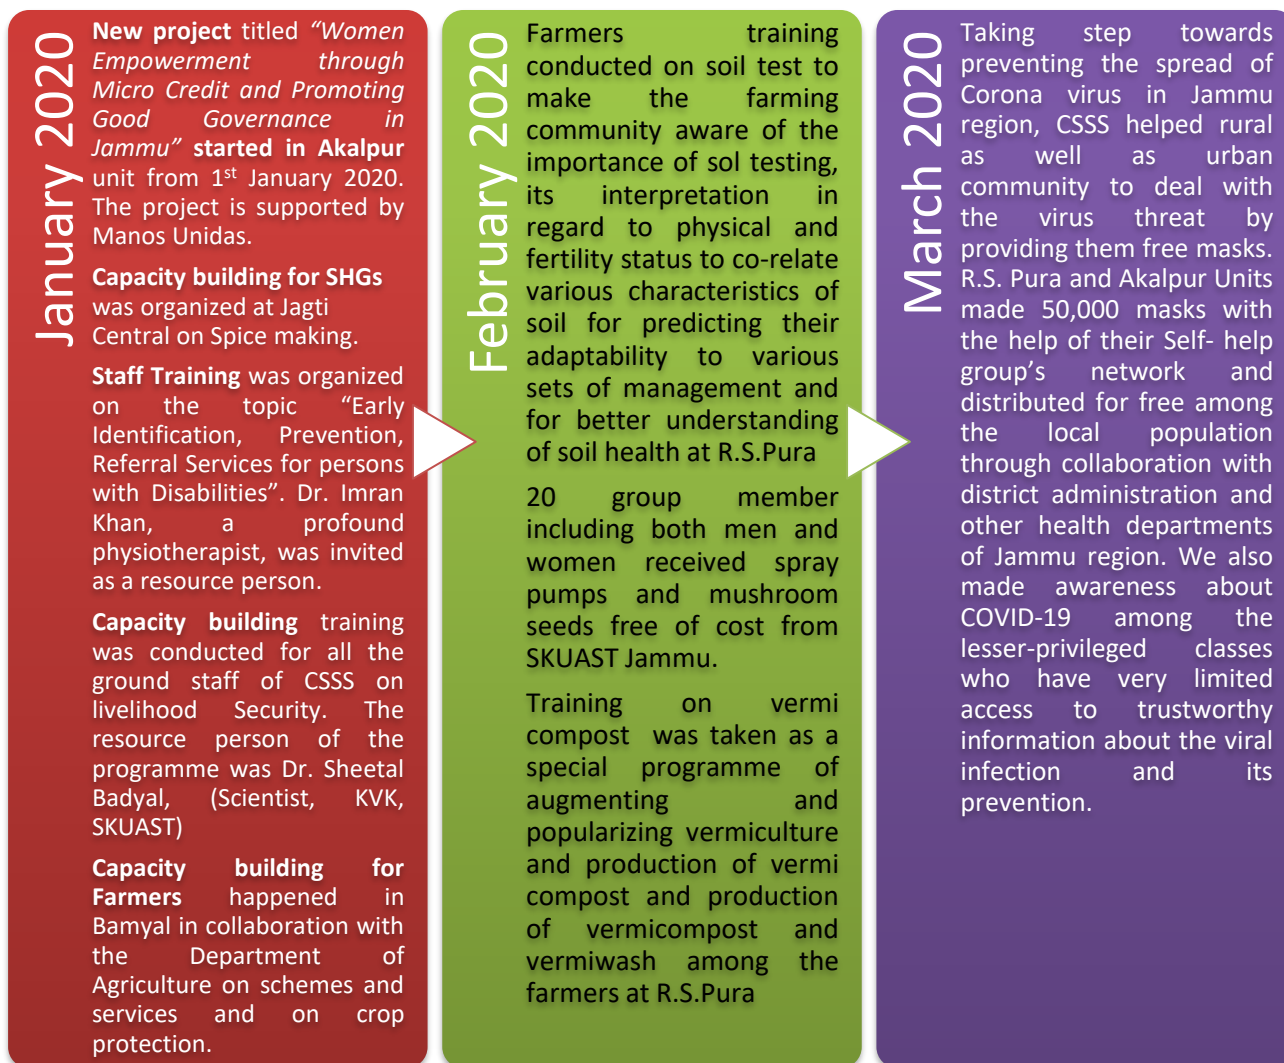 January 2020
New project titled “Women
Empowerment through
Micro Credit and Promoting
Good Governance in
Jammu” started in Akalpur
unit from 1st January 2020.
The project is supported by
Manos Unidas.
Capacity building for SHGs
was organized at Jagti
Central on Spice making.
Staff Training was organized
on the topic “Early
Identification, Prevention,
Referral Services for persons
with Disabilities”. Dr. Imran
Khan, a profound
physiotherapist, was invited
as a resource person.
Capacity building training
was conducted for all the
ground staff of CSSS on
livelihood Security. The
resource person of the
programme was Dr. Sheetal
Badyal, (Scientist, KVK,
SKUAST)
Capacity building for
Farmers happened in
Bamyal in collaboration with
the Department of
Agriculture on schemes and
services and on crop
protection.
February 2020
Farmers training
conducted on soil test to
make the farming
community aware of the
importance of sol testing,
its interpretation in
regard to physical and
fertility status to co-relate
various characteristics of
soil for predicting their
adaptability to various
sets of management and
for better understanding
of soil health at R.S.Pura
20 group member
including both men and
women received spray
pumps and mushroom
seeds free of cost from
SKUAST Jammu.
Training on vermi
compost was taken as a
special programme of
augmenting and
popularizing vermiculture
and production of vermi
compost and production
of vermicompost and
vermiwash among the
farmers at R.S.Pura
March 2020
Taking step towards
preventing the spread of
Corona virus in Jammu
region, CSSS helped rural
as well as urban
community to deal with
the virus threat by
providing them free masks.
R.S. Pura and Akalpur Units
made 50,000 masks with
the help of their Self- help
group’s network and
distributed for free among
the local population
through collaboration with
district administration and
other health departments
of Jammu region. We also
made awareness about
COVID-19 among the
lesser-privileged classes
who have very limited
access to trustworthy
information about the viral
infection and its
prevention.